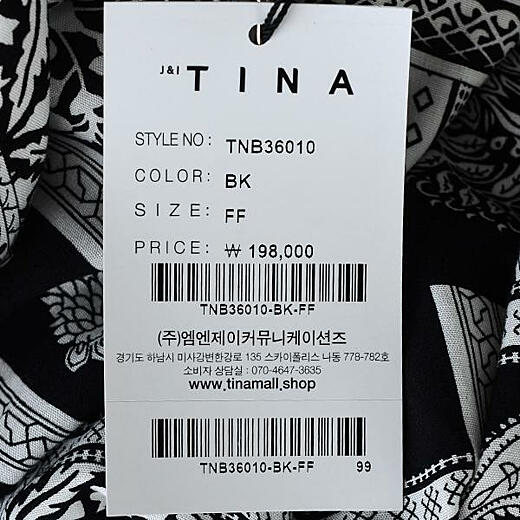 J&I TINA
STYLE NO: TNB36010
COLOR: BK
SIZE: FF
PRICE: ₩ 198,000
TNB36010-BK-FF
(주)엠엔제이커뮤니케이션즈
경기도 하남시 미사강변한강로 135 스카이폴리스 나동 778-782호
소비자 상담실 : 070-4647-3635
www.tinamall.shop
TNB36010-BK-FF 99